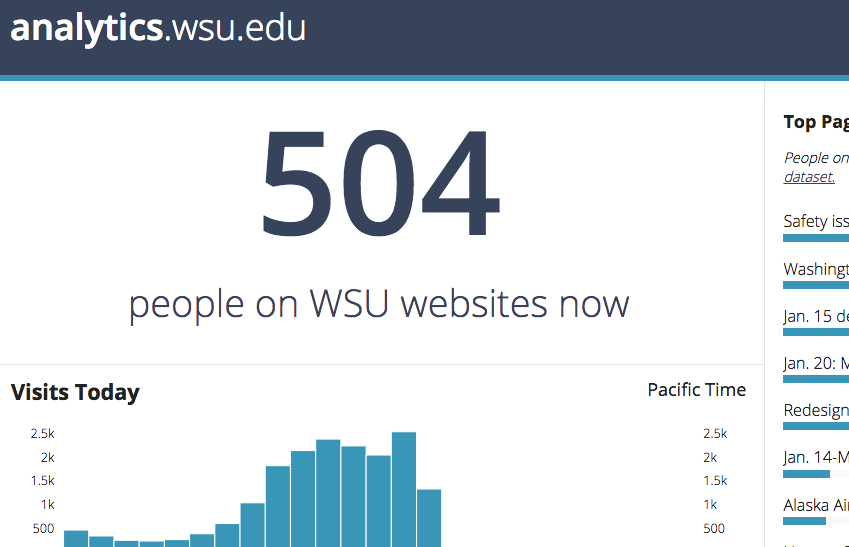 analytics.wsu.edu
504
people on WSU websites now
Visits Today
Pacific Time
2.5k
2k
1.5k
1k
500
2.5k
2k
1.5k
1k
500
Top Pag
People on
dataset.
Safety iss
Washingt
Jan. 15 de
Jan. 20: M
Redesign
Jan. 14-M
Alaska Air